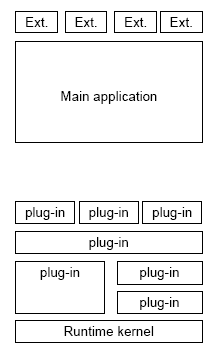 Ext. Ext. Ext. Ext.
Main application
plug-in plug-in plug-in
plug-in
plug-in plug-in
plug-in
Runtime kernel